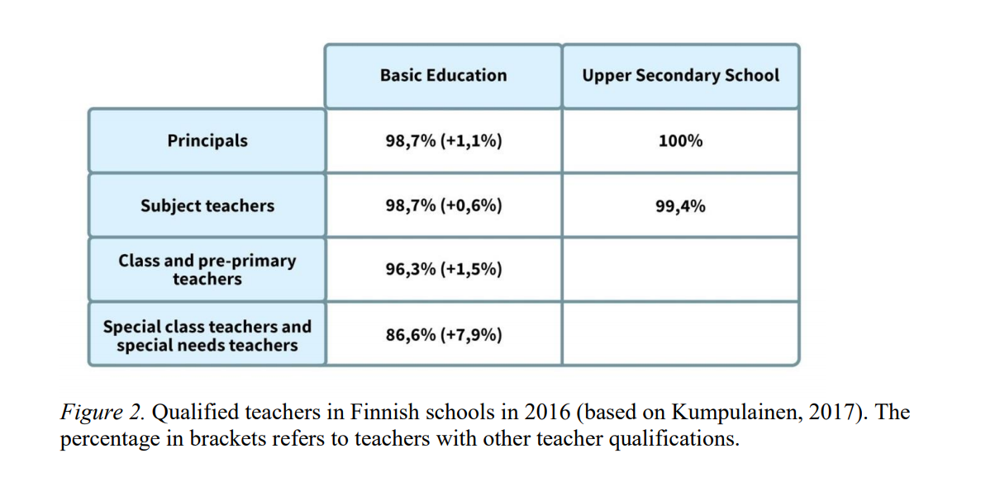 Basic Education Upper Secondary School
Principals 98,7% (+1,1%) 100%
Subject teachers 98,7% (+0,6%) 99,4%
Class and pre-primary
teachers 96,3% (+1,5%)
Special class teachers and
special needs teachers 86,6% (+7,9%)
Figure 2. Qualified teachers in Finnish schools in 2016 (based on Kumpulainen, 2017). The
percentage in brackets refers to teachers with other teacher qualifications.